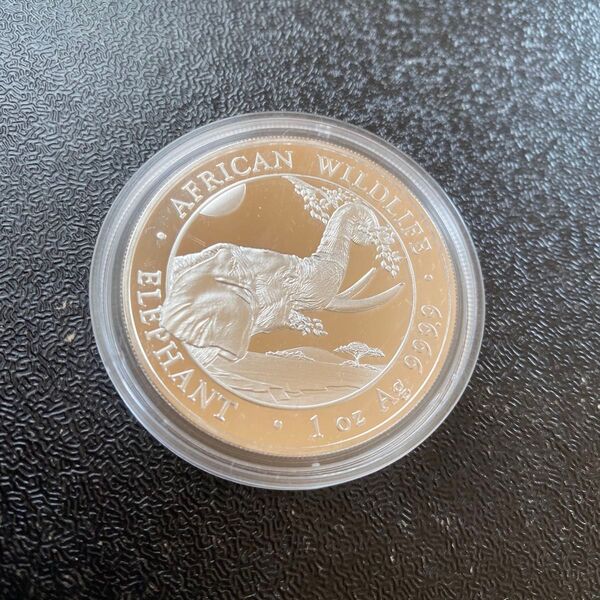 AFRICAN WILDLIFE
ELEPHANT
1 oz Ag 999.9